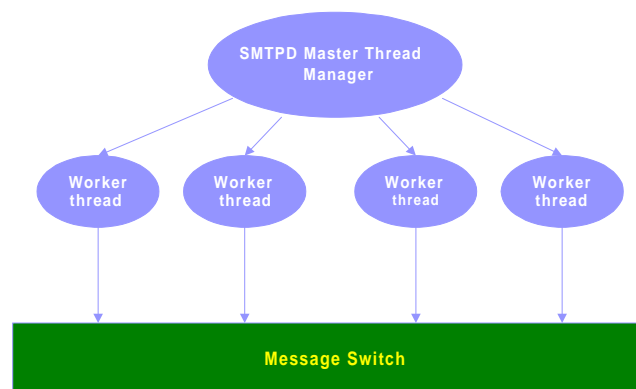 SMTPD Master Thread
Manager
Worker
thread
Worker
thread
Worker
thread
Worker
thread
Message Switch